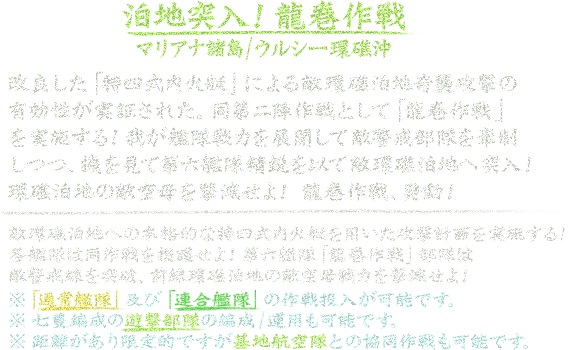 泊地突入！龍巻作戦
マリアナ諸島/ウルシー環礁沖
改良した「特四式内火艇」による敵環礁泊地奇襲攻撃の
有効性が実証された。同第二陣作戦として「龍巻作戦」
を実施する！我が艦隊戦力を展開して敵警戒部隊を牽制
しつつ、機を見て第六艦隊精鋭を以て敵環礁泊地へ突入！
環礁泊地の敵空母を撃滅せよ！ 龍巻作戦、発動！
敵環礁泊地への本格的な特四式内火艇を用いた攻撃計画を実施する！
各艦隊は同作戦を援護せよ！第六艦隊「龍巻作戦」部隊は
敵警戒線を突破、前線環礁泊地の敵空母戦力を撃滅せよ！
※「通常艦隊」及び「連合艦隊」の作戦投入が可能です。
※ 七隻編成の遊撃部隊の編成/運用も可能です。
※ 距離があり限定的ですが基地航空隊との協同作戦も可能です。